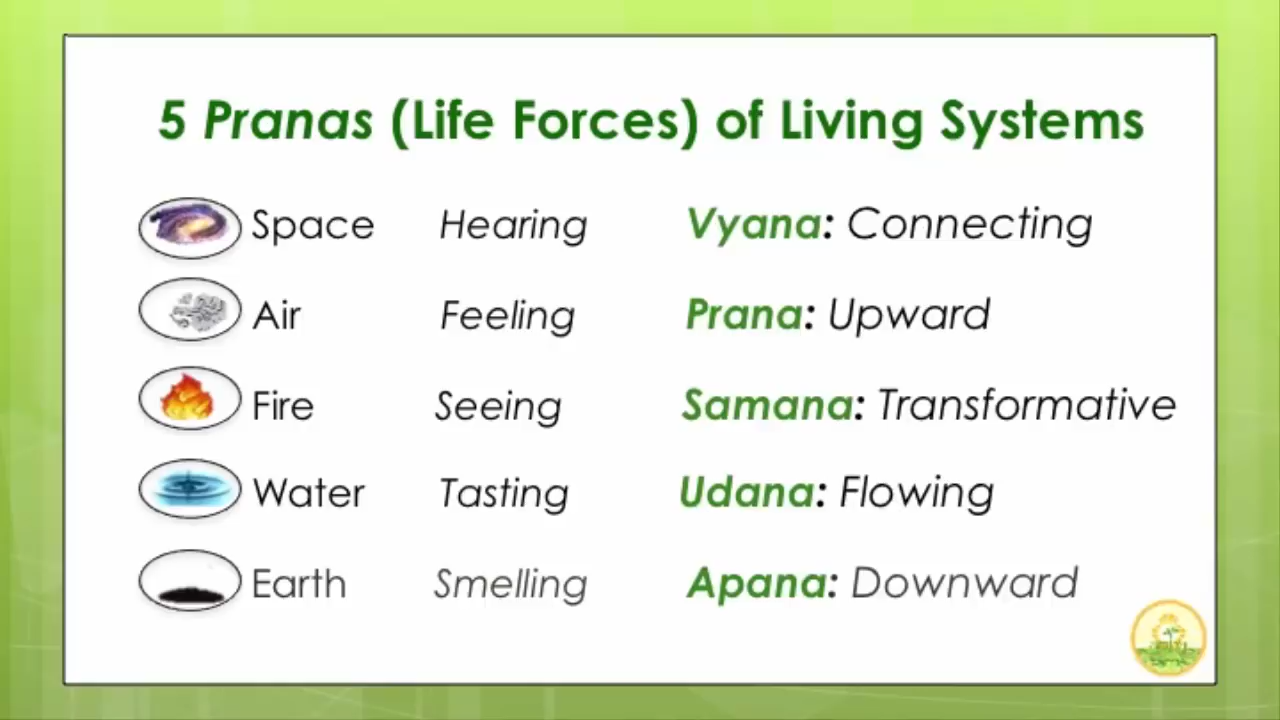 5 Pranas (Life Forces) of Living Systems
Space Hearing Vyana: Connecting
Air Feeling Prana: Upward
Fire Seeing Samana: Transformative
Water Tasting Udana: Flowing
Earth Smelling Apana: Downward